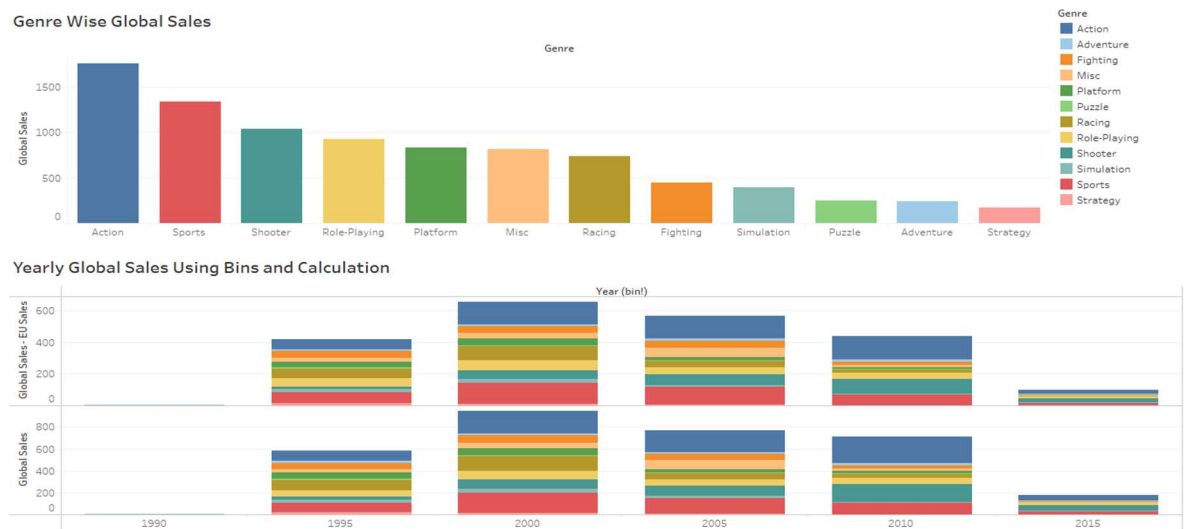 Genre Wise Global Sales
Genre
Global Sales
1500
1000
500
0
Action
Sports
Shooter
Role-Playing
Platform
Misc
Racing
Fighting
Simulation
Puzzle
Adventure
Strategy
Genre
Action
Adventure
Fighting
Misc
Platform
Puzzle
Racing
Role-Playing
Shooter
Simulation
Sports
Strategy
Yearly Global Sales Using Bins and Calculation
Year (bin!)
Global Sales - EU Sales
600
400
200
0
Global Sales
800
600
400
200
0
1990
1995
2000
2005
2010
2015